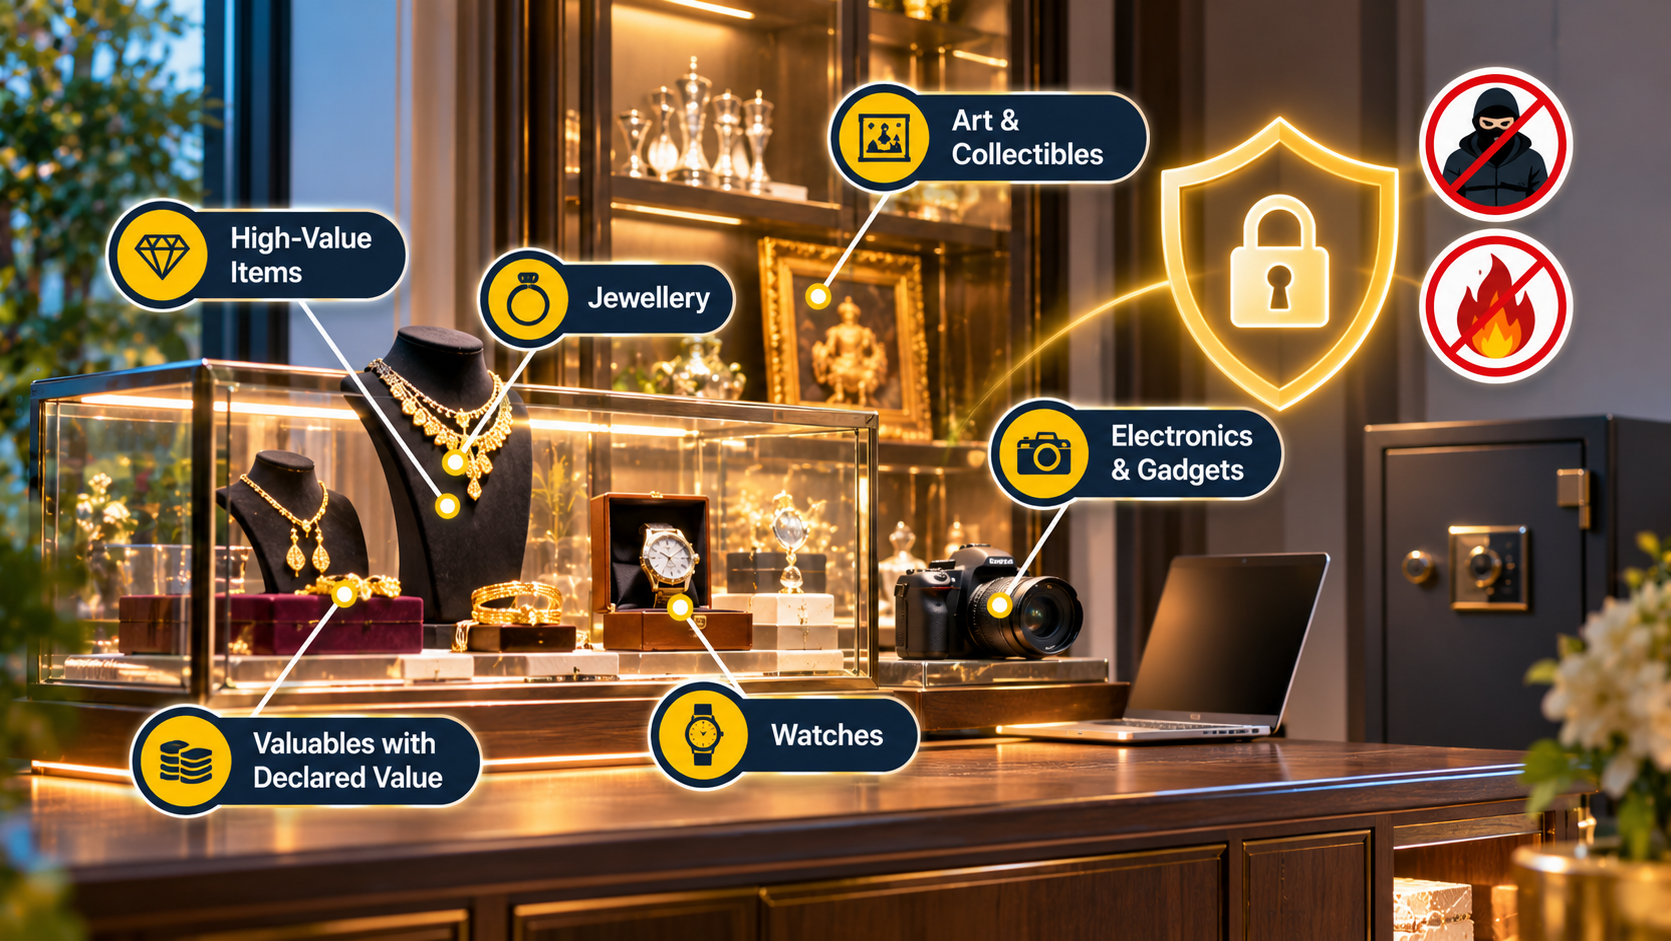 Art &
Collectibles
High-Value
Items
Jewellery
Electronics
& Gadgets
Valuables with
Declared Value
Watches